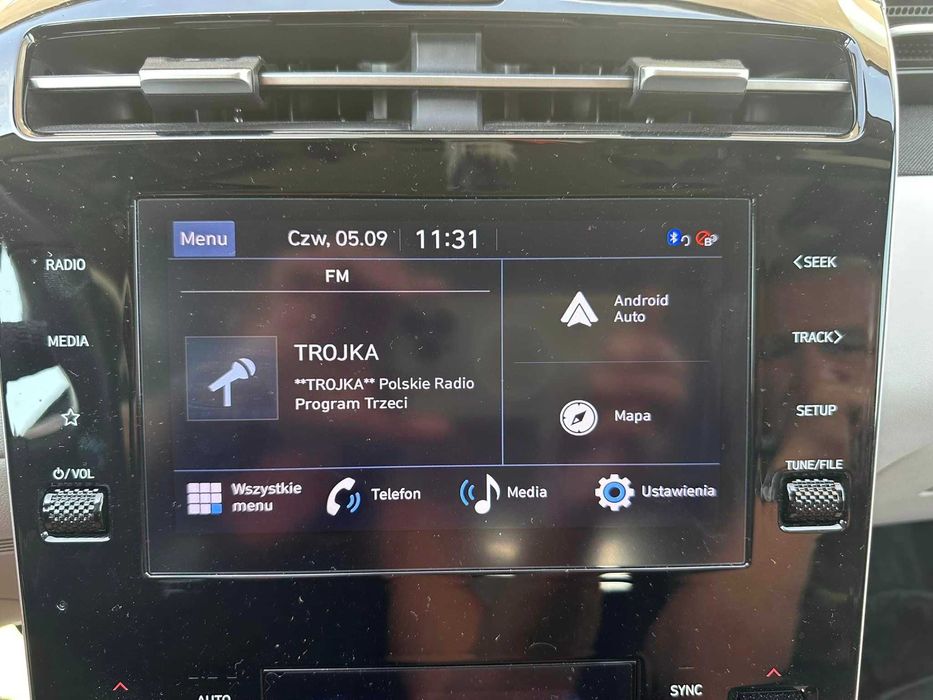 Menu
Czw, 05.09
11:31
FM
TROJKA
**TROJKA** Polskie Radio
Program Trzeci
Android
Auto
Mapa
Wszystkie
menu
Telefon
Media
Ustawienia
RADIO
MEDIA
/VOL
<SEEK
TRACK>
SETUP
TUNE/FILE
AUTO
SYNC